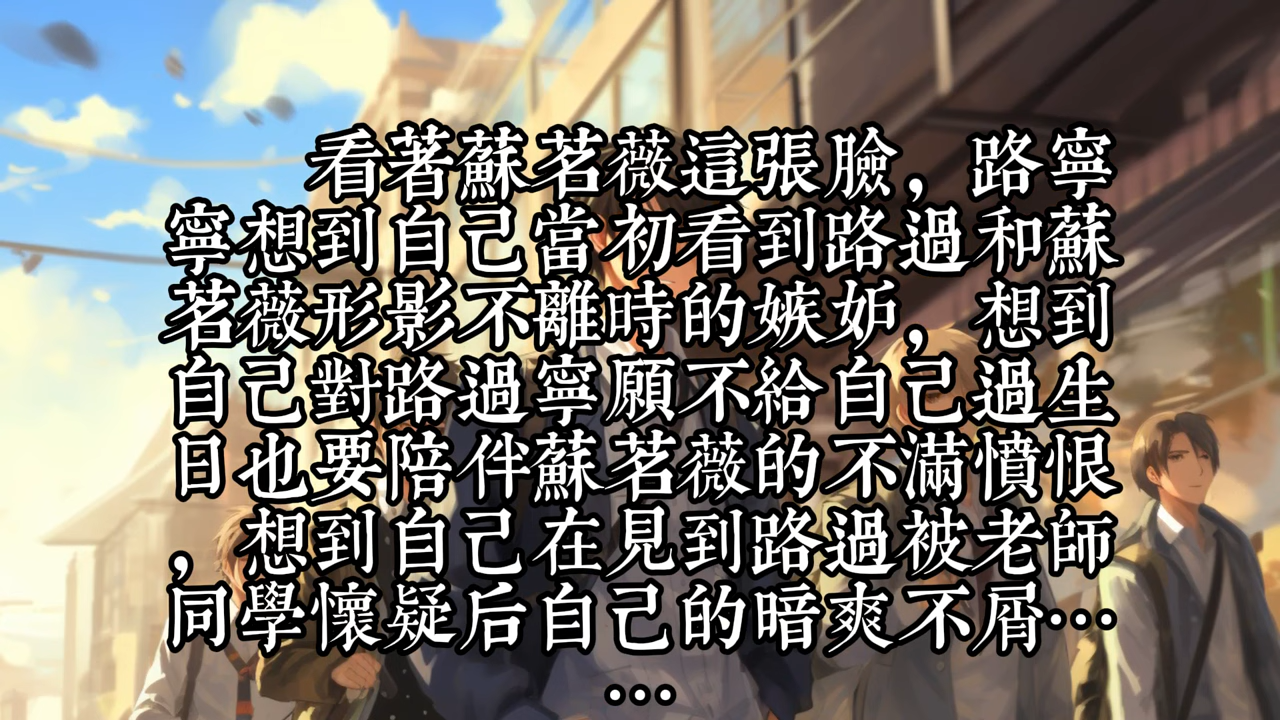 看著蘇茗薇這張臉，路寧
寧想到自己當初看到路過和蘇
茗薇形影不離時的嫉妒，想到
自己對路過寧願不給自己過生
日也要陪伴蘇茗薇的不滿憤恨
，想到自己在見到路過被老師
同學懷疑后自己的暗爽不屑…
…